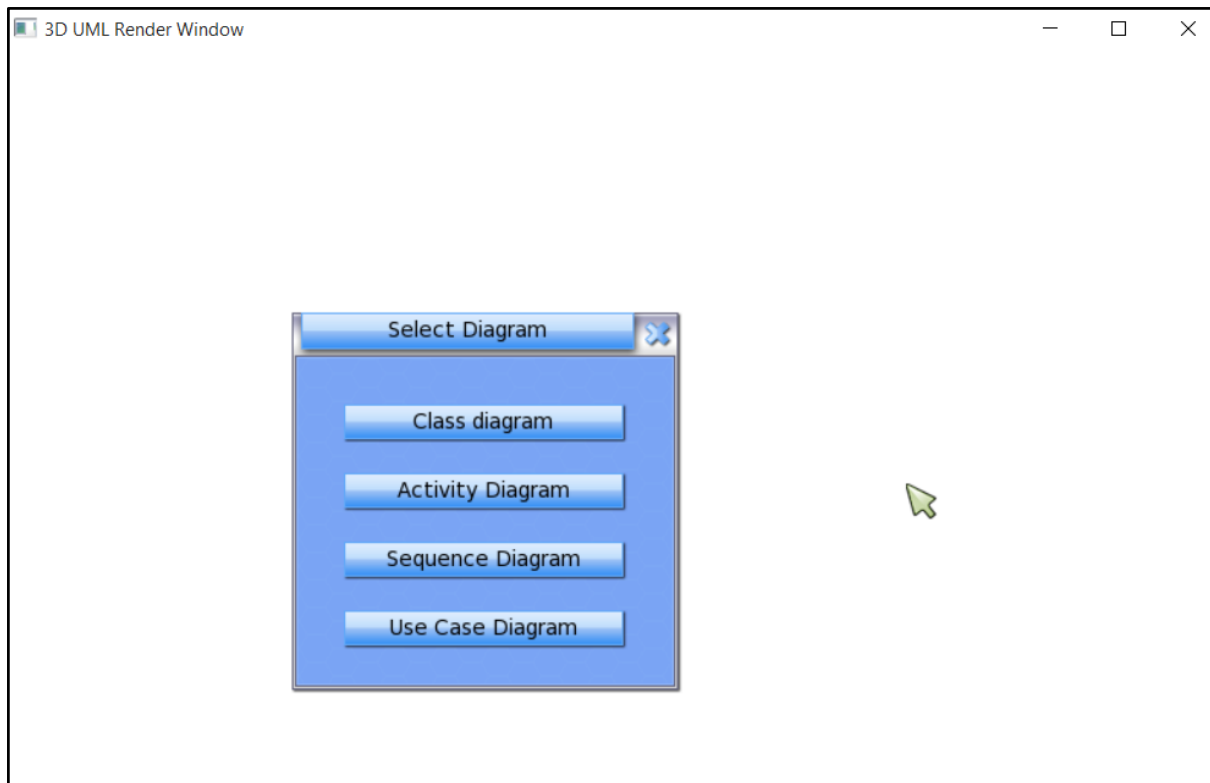 3D UML Render Window
Select Diagram
Class diagram
Activity Diagram
Sequence Diagram
Use Case Diagram